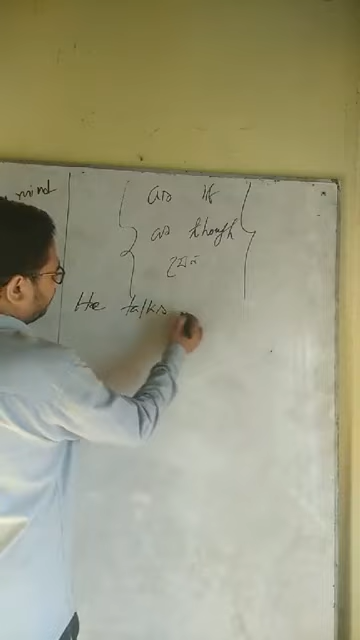 mind
as if
as though
He talks